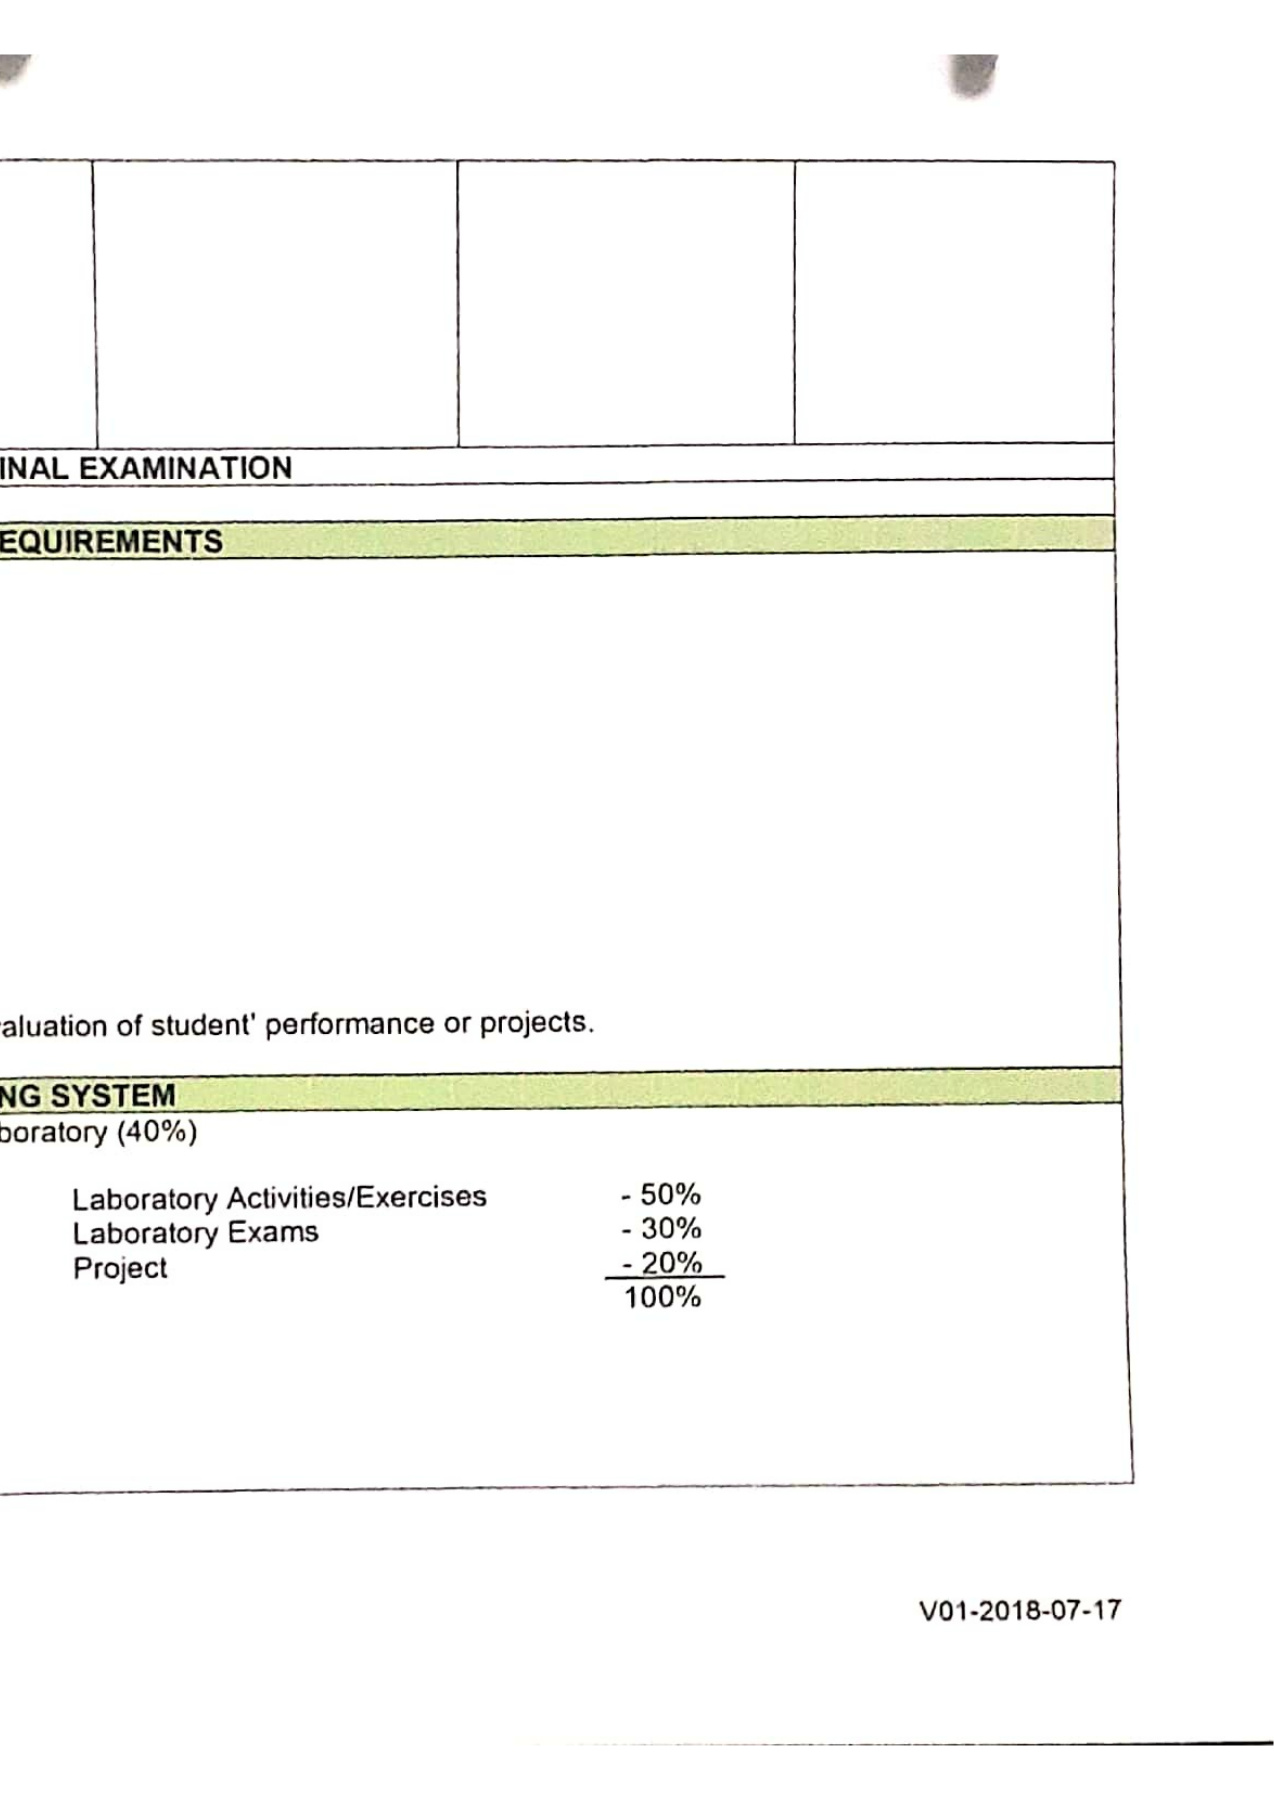 INAL EXAMINATION
EQUIREMENTS
aluation of student' performance or projects.
NG SYSTEM
boratory (40%)
Laboratory Activities/Exercises - 50%
Laboratory Exams - 30%
Project - 20%
100%
V01-2018-07-17